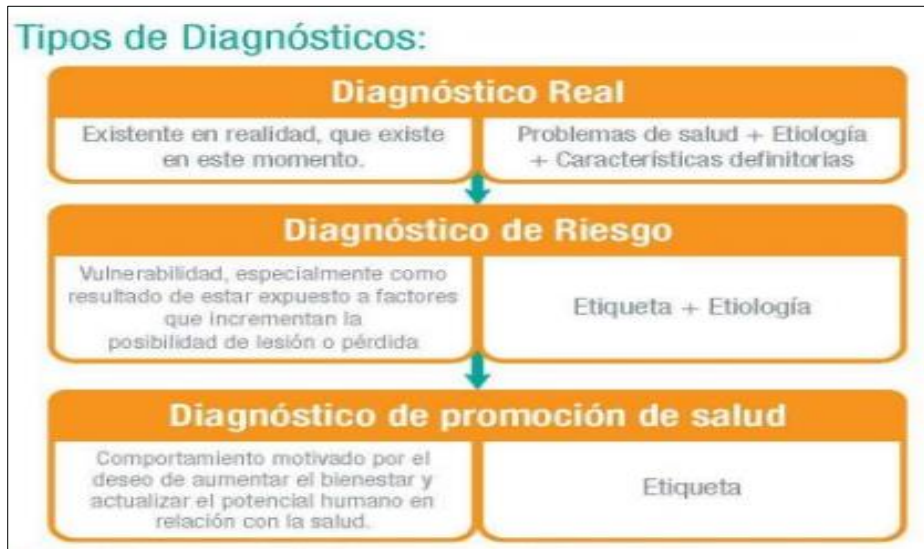 Tipos de Diagnósticos:
Diagnóstico Real
Existente en realidad, que existe
en este momento.
Problemas de salud + Etiología
+ Características definitorias
Diagnóstico de Riesgo
Vulnerabilidad, especialmente como
resultado de estar expuesto a factores
que incrementan la
posibilidad de lesión o pérdida
Etiqueta + Etiología
Diagnóstico de promoción de salud
Comportamiento motivado por el
deseo de aumentar el bienestar y
actualizar el potencial humano en
relación con la salud.
Etiqueta